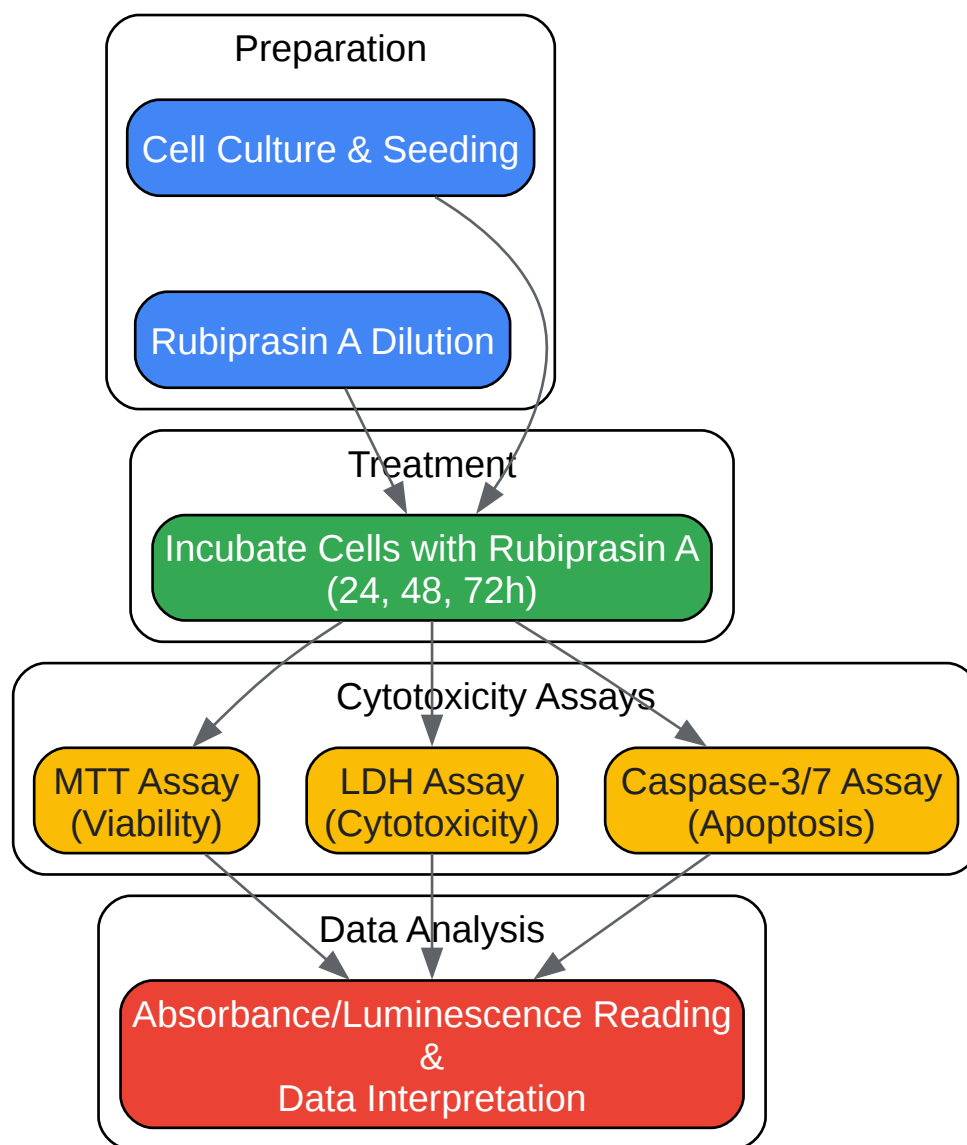 Preparation
Cell Culture & Seeding
Rubiprasin A Dilution
Treatment
Incubate Cells with Rubiprasin A
(24, 48, 72h)
Cytotoxicity Assays
MTT Assay
(Viability)
LDH Assay
(Cytotoxicity)
Caspase-3/7 Assay
(Apoptosis)
Data Analysis
Absorbance/Luminescence Reading
&
Data Interpretation